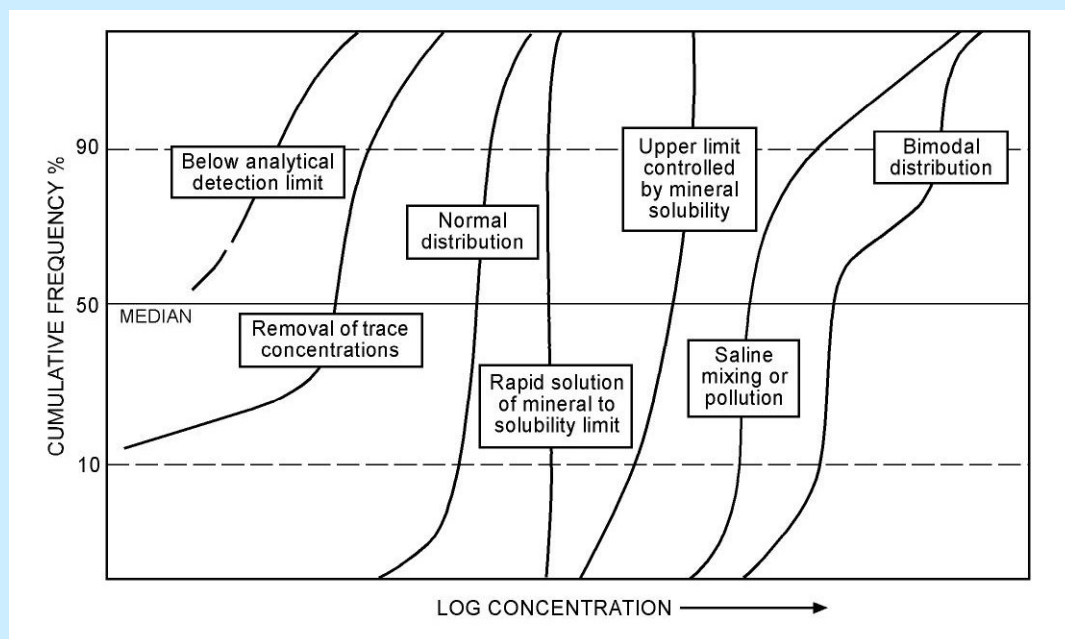 CUMULATIVE FREQUENCY %
90
50
10
MEDIAN
Below analytical
detection limit
Removal of trace
concentrations
Normal
distribution
Rapid solution
of mineral to
solubility limit
Upper limit
controlled
by mineral
solubility
Saline
mixing or
pollution
Bimodal
distribution
LOG CONCENTRATION